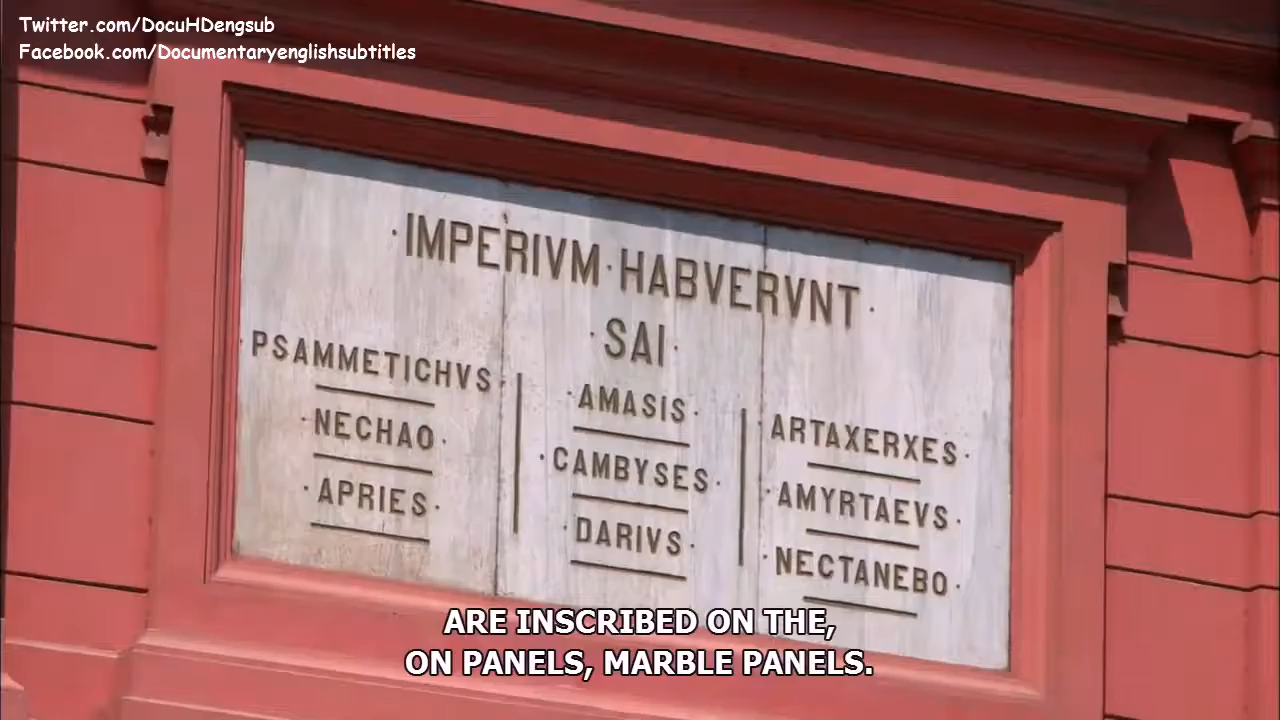 Twitter.com/DocuHDengsub
Facebook.com/Documentaryenglishsubtitles
·IMPERIVM·HABVERVNT·
·SAI·
·PSAMMETICHVS·
·NECHAO·
·APRIES·
·AMASIS·
·CAMBYSES·
·DARIVS·
·ARTAXERXES·
·AMYRTAEVS·
·NECTANEBO·
ARE INSCRIBED ON THE,
ON PANELS, MARBLE PANELS.